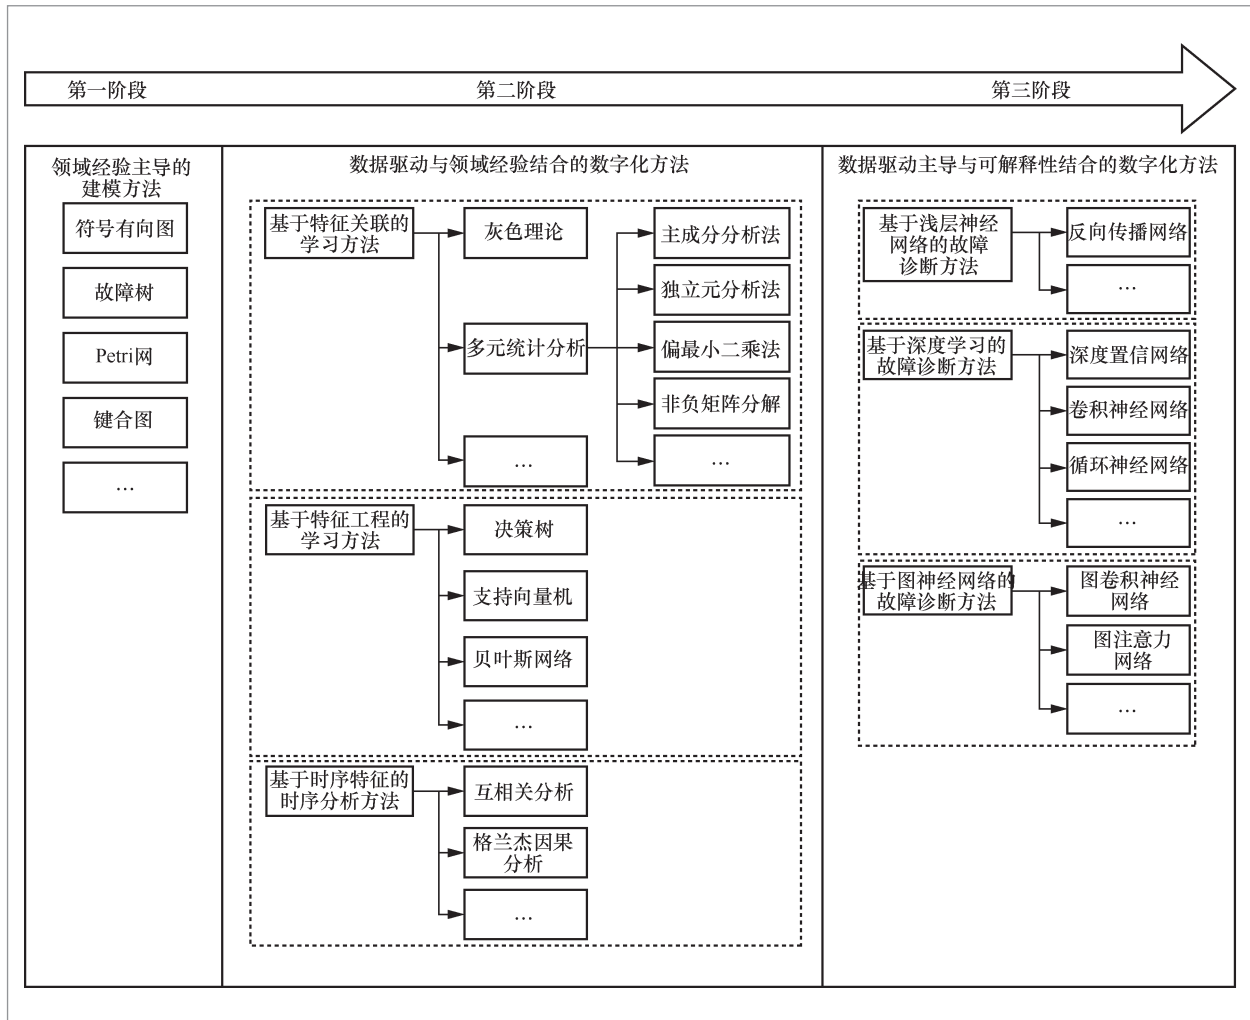 第一阶段
第二阶段
第三阶段
领域经验主导的
建模方法
符号有向图
故障树
Petri网
键合图
…
数据驱动与领域经验结合的数字化方法
基于特征关联的
学习方法
灰色理论
多元统计分析
…
主成分分析法
独立元分析法
偏最小二乘法
非负矩阵分解
…
基于特征工程的
学习方法
决策树
支持向量机
贝叶斯网络
…
基于时序特征的
时序分析方法
互相关分析
格兰杰因果
分析
…
数据驱动主导与可解释性结合的数字化方法
基于浅层神经
网络的故障
诊断方法
反向传播网络
…
基于深度学习的
故障诊断方法
深度置信网络
卷积神经网络
循环神经网络
…
基于图神经网络的
故障诊断方法
图卷积神经
网络
图注意力
网络
…